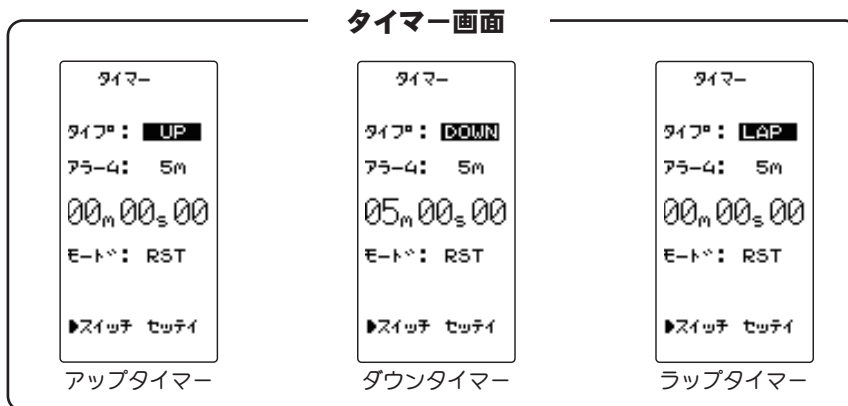 タイマー画面
タイマー
タイプ: UP
アラーム: 5m
00m00s00
モード: RST
▶スイッチ セッテイ
アップタイマー
タイマー
タイプ: DOWN
アラーム: 5m
05m00s00
モード: RST
▶スイッチ セッテイ
ダウンタイマー
タイマー
タイプ: LAP
アラーム: 5m
00m00s00
モード: RST
▶スイッチ セッテイ
ラップタイマー